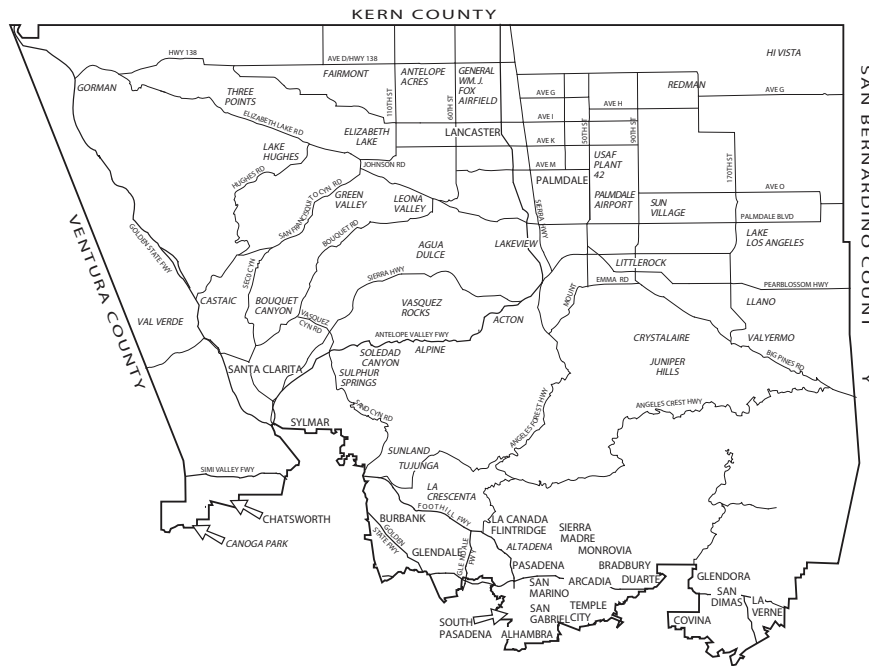 KERN COUNTY
HWY 138
AVE D/HWY 138
HI VISTA
SAN BERNARDINO COUNTY
GORMAN
THREE
POINTS
FAIRMONT
ANTELOPE
ACRES
GENERAL
WM. J.
FOX
AIRFIELD
REDMAN
AVE G
AVE G
110TH ST
60TH ST
AVE H
ELIZABETH LAKE RD
AVE I
ELIZABETH
LAKE
LANCASTER
50TH ST
90TH ST
AVE K
LAKE
HUGHES
JOHNSON RD
AVE M
USAF
PLANT
42
170TH ST
HUGHES RD
PALMDALE
SAN FRANCISQUITO CYN RD
GREEN
VALLEY
LEONA
VALLEY
PALMDALE
AIRPORT
SUN
VILLAGE
AVE O
VENTURA COUNTY
GOLDEN STATE FWY
BOUQUET RD
SIERRA HWY
PALMDALE BLVD
LAKE
LOS ANGELES
AGUA
DULCE
LAKEVIEW
LITTLEROCK
SECO CYN
SIERRA HWY
EMMA RD
PEARBLOSSOM HWY
MOUNT
CASTAIC
BOUQUET
CANYON
VASQUEZ
CYN RD
VASQUEZ
ROCKS
LLANO
VAL VERDE
ACTON
ANTELOPE VALLEY FWY
CRYSTALAIRE
VALYERMO
SOLEDAD
CANYON
ALPINE
JUNIPER
HILLS
BIG PINES RD
SANTA CLARITA
SULPHUR
SPRINGS
SAND CYN RD
ANGELES FOREST HWY
ANGELES CREST HWY
SYLMAR
SUNLAND
TUJUNGA
SIMI VALLEY FWY
LA
CRESCENTA
CHATSWORTH
CANOGA PARK
BURBANK
FOOTHILL FWY
GOLDEN
STATE FWY
GLENDALE
GLENDALE
FWY
LA CANADA
FLINTRIDGE
SIERRA
MADRE
ALTADENA
MONROVIA
PASADENA
BRADBURY
ARCADIA
DUARTE
SAN
MARINO
GLENDORA
SAN
DIMAS
LA
VERNE
SAN
GABRIEL
TEMPLE
CITY
COVINA
SOUTH
PASADENA
ALHAMBRA